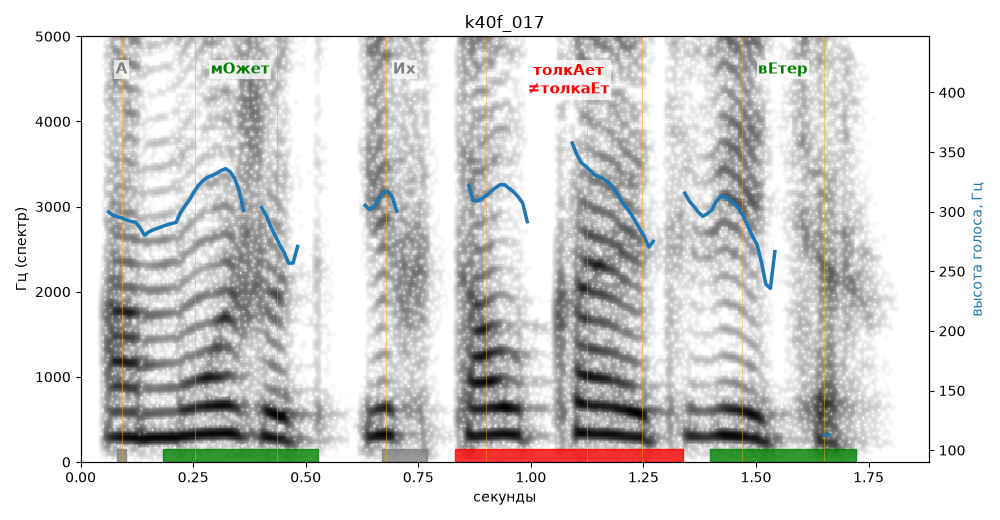 k40f_017
5000
4000
3000
2000
1000
0
Гц (спектр)
А
мОжет
Их
толкАет
≠толкаЕт
вЕтер
400
350
300
250
200
150
100
высота голоса, Гц
0.00
0.25
0.50
0.75
1.00
1.25
1.50
1.75
секунды